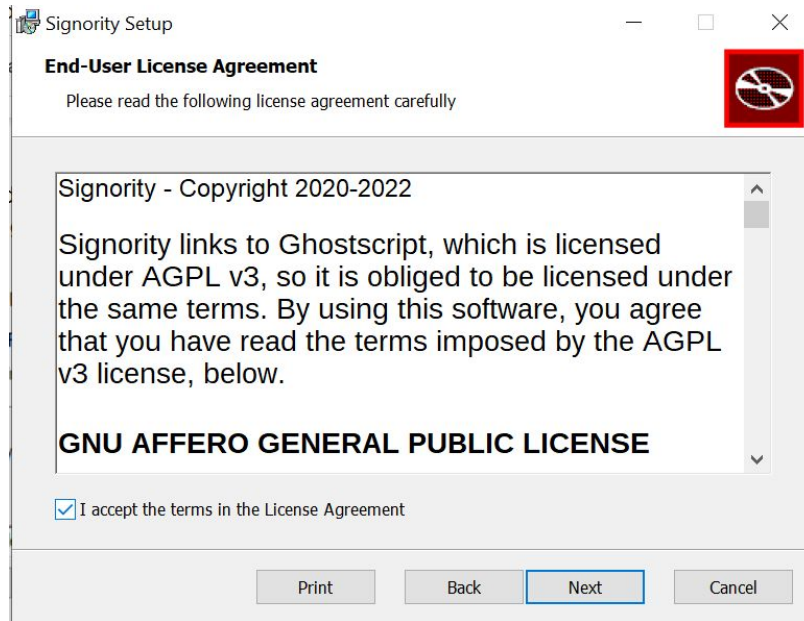 Signority Setup
End-User License Agreement
Please read the following license agreement carefully
Signority - Copyright 2020-2022
Signority links to Ghostscript, which is licensed
under AGPL v3, so it is obliged to be licensed under
the same terms. By using this software, you agree
that you have read the terms imposed by the AGPL
v3 license, below.
GNU AFFERO GENERAL PUBLIC LICENSE
I accept the terms in the License Agreement
Print Back Next Cancel